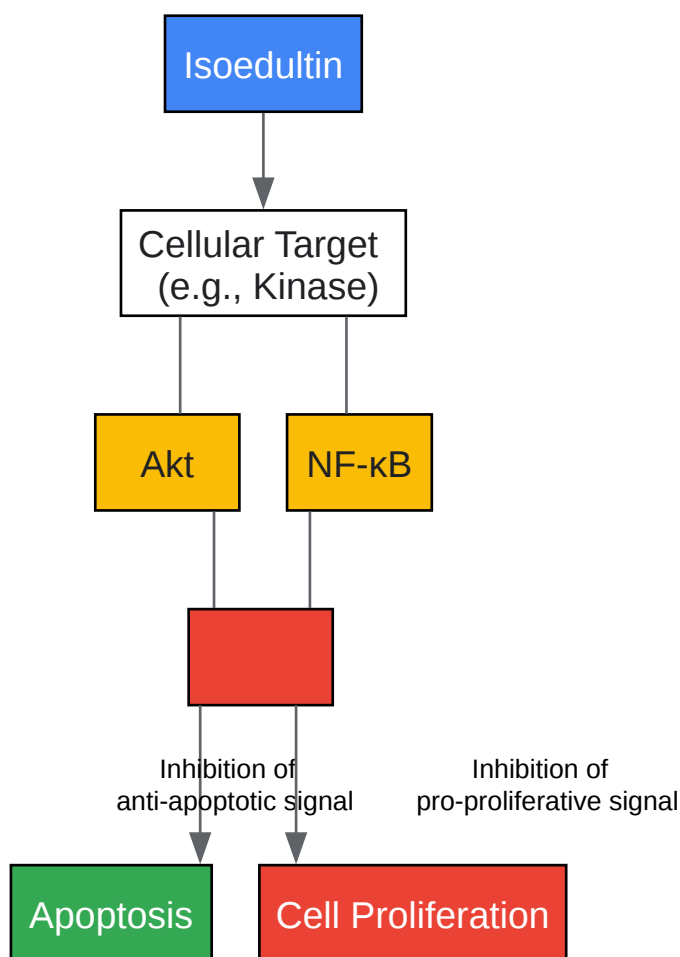 Isoedultin
Cellular Target
(e.g., Kinase)
Akt
NF-κB
Inhibition of
anti-apoptotic signal
Inhibition of
pro-proliferative signal
Apoptosis
Cell Proliferation